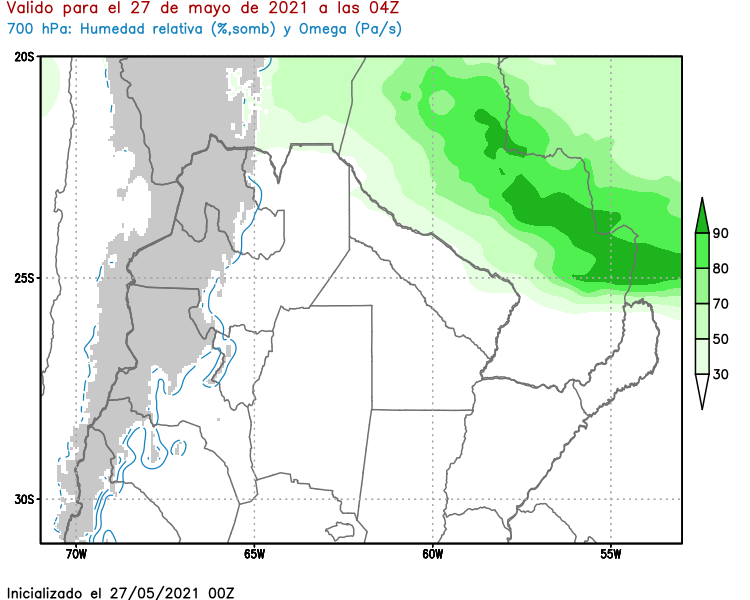 Valido para el 27 de mayo de 2021 a las 04Z
700 hPa: Humedad relativa (%,somb) y Omega (Pa/s)
20S
25S
30S
70W
65W
60W
55W
90
80
70
50
30
Inicializado el 27/05/2021 00Z